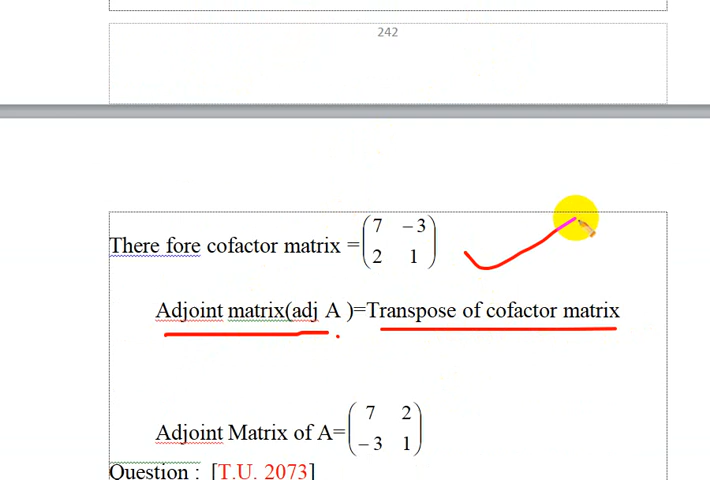 242
There fore cofactor matrix = ( 7 −3 )
( 2 1 )
Adjoint matrix(adj A )=Transpose of cofactor matrix
Adjoint Matrix of A= ( 7 2 )
( −3 1 )
Question : [T.U. 2073]